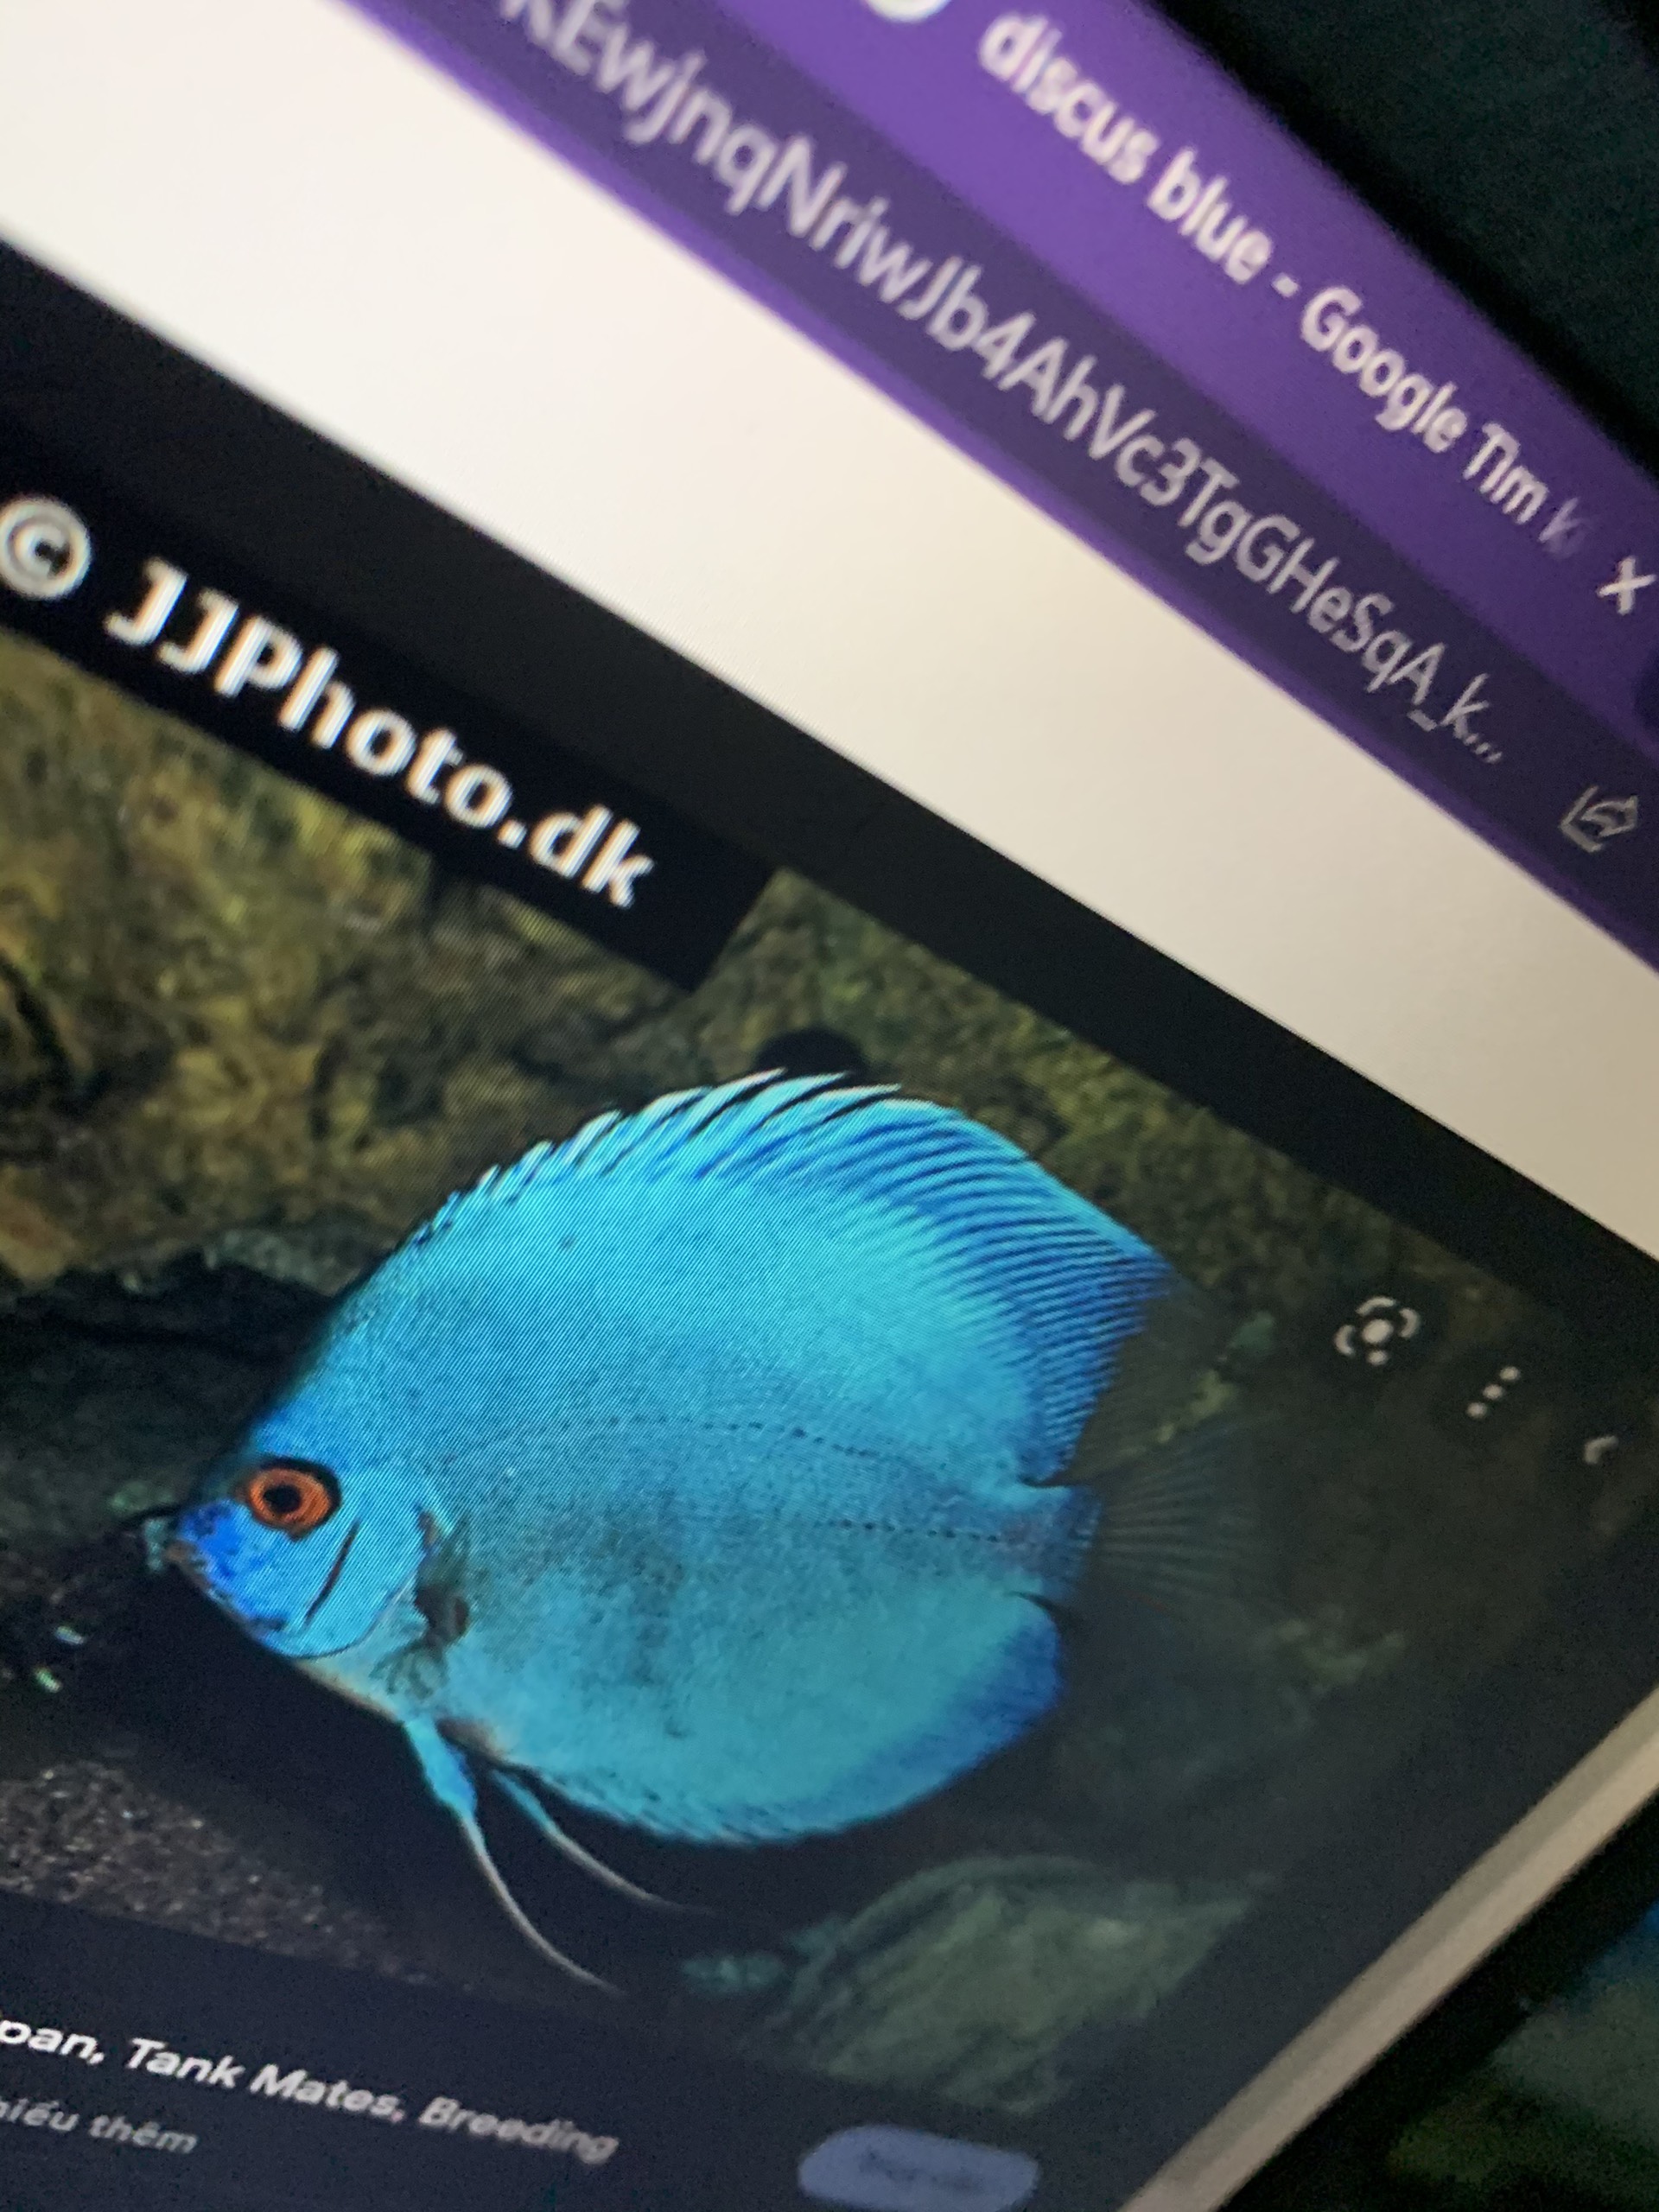 discus blue - Google Tìm k
KEwjnqNriwJb4AhVc3TgGHeSqA_k...
© JJPhoto.dk
pan, Tank Mates, Breeding
hiểu thêm